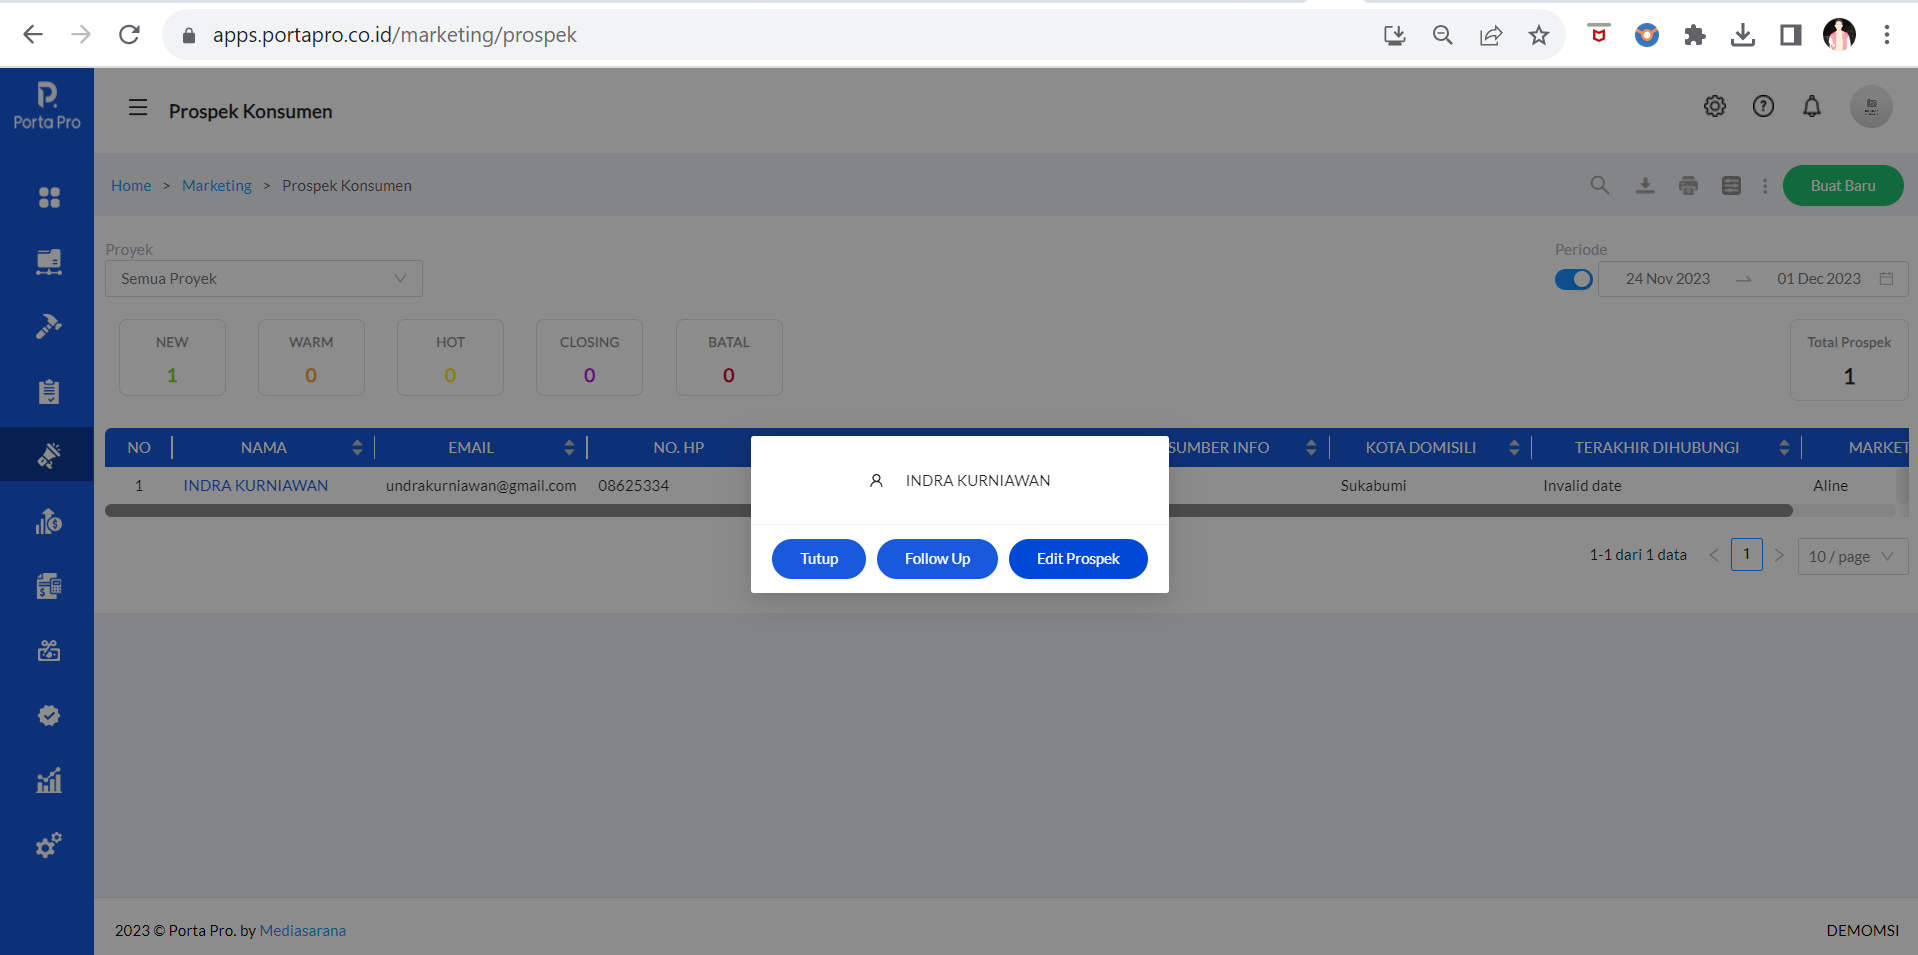 apps.portapro.co.id/marketing/prospek
Porta Pro
Prospek Konsumen
Home > Marketing > Prospek Konsumen
Buat Baru
Proyek
Semua Proyek
Periode
24 Nov 2023 → 01 Dec 2023
NEW
1
WARM
0
HOT
0
CLOSING
0
BATAL
0
Total Prospek
1
NO NAMA EMAIL NO. HP SUMBER INFO KOTA DOMISILI TERAKHIR DIHUBUNGI MARKET
1 INDRA KURNIAWAN undrakurniawan@gmail.com 08625334 Sukabumi Invalid date Aline
INDRA KURNIAWAN
Tutup Follow Up Edit Prospek
1-1 dari 1 data < 1 > 10 / page
2023 © Porta Pro. by Mediasarana
DEMOMSI